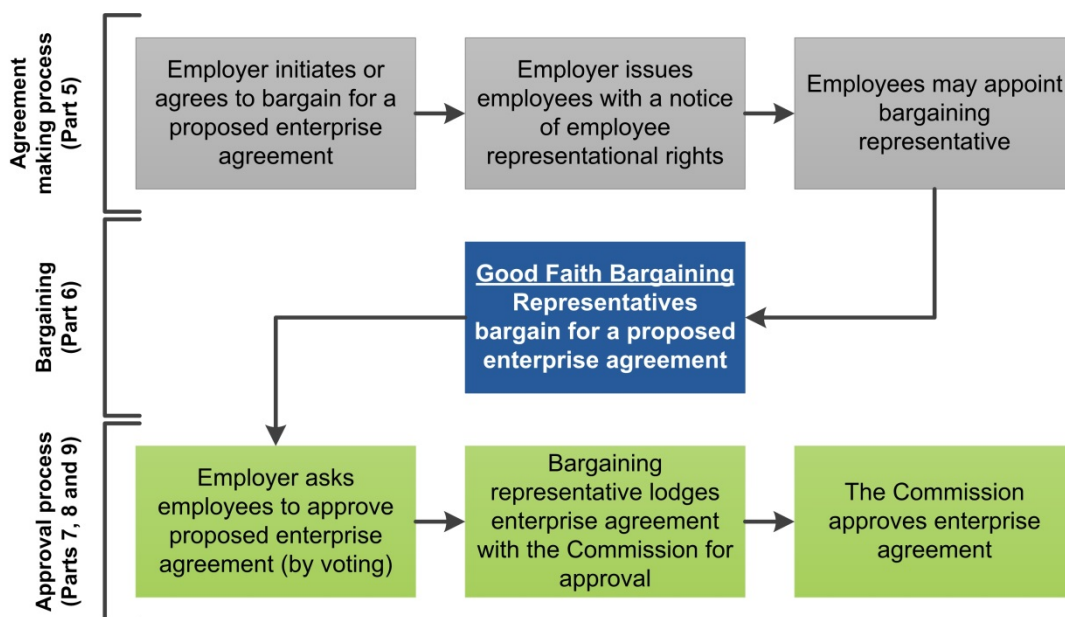 Agreement
making process
(Part 5)
Employer initiates or
agrees to bargain for a
proposed enterprise
agreement
Employer issues
employees with a notice
of employee
representational rights
Employees may appoint
bargaining
representative
Bargaining
(Part 6)
Good Faith Bargaining
Representatives
bargain for a proposed
enterprise agreement
Approval process
(Parts 7, 8 and 9)
Employer asks
employees to approve
proposed enterprise
agreement (by voting)
Bargaining
representative lodges
enterprise agreement
with the Commission for
approval
The Commission
approves enterprise
agreement